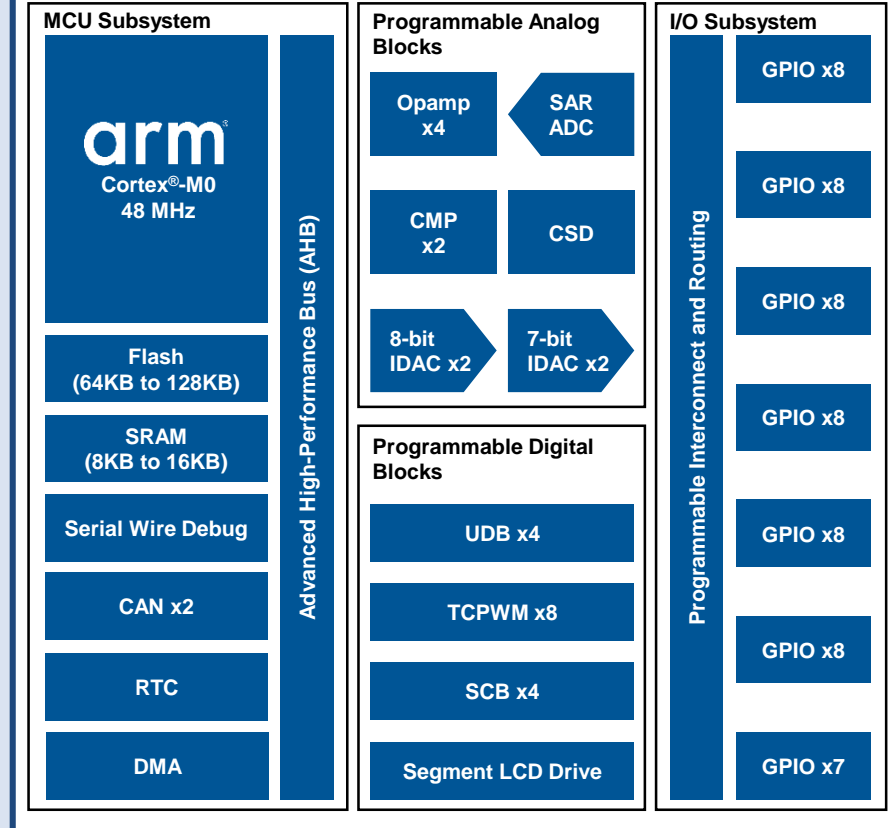 MCU Subsystem
arm®
Cortex®-M0
48 MHz
Flash
(64KB to 128KB)
SRAM
(8KB to 16KB)
Serial Wire Debug
CAN x2
RTC
DMA
Advanced High-Performance Bus (AHB)
Programmable Analog
Blocks
Opamp
x4
SAR
ADC
CMP
x2
CSD
8-bit
IDAC x2
7-bit
IDAC x2
Programmable Digital
Blocks
UDB x4
TCPWM x8
SCB x4
Segment LCD Drive
I/O Subsystem
Programmable Interconnect and Routing
GPIO x8
GPIO x8
GPIO x8
GPIO x8
GPIO x8
GPIO x8
GPIO x7